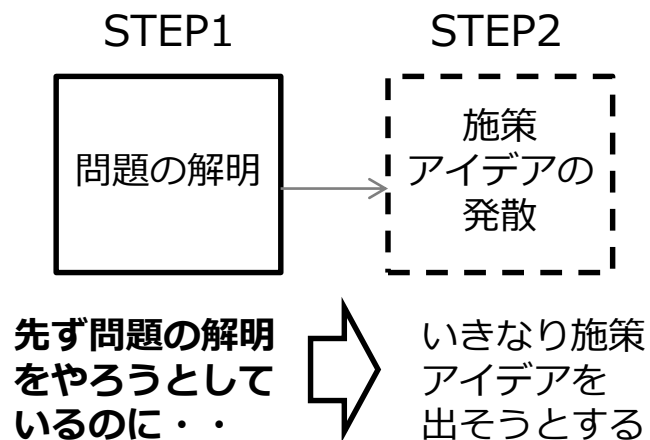 STEP1
STEP2
問題の解明
施策
アイデアの
発散
先ず問題の解明
をやろうとして
いるのに・・
いきなり施策
アイデアを
出そうとする